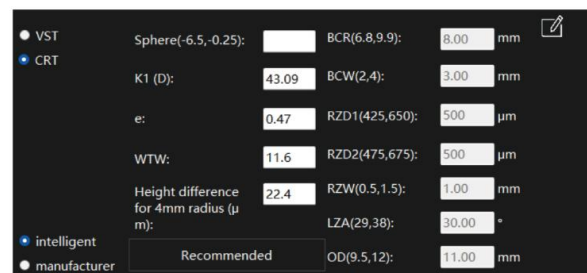 VST
CRT
Sphere(-6.5,-0.25):
K1 (D): 43.09
e: 0.47
WTW: 11.6
Height difference 22.4
for 4mm radius (μ
m):
intelligent
manufacturer
Recommended
BCR(6.8,9.9): 8.00 mm
BCW(2,4): 3.00 mm
RZD1(425,650): 500 μm
RZD2(475,675): 500 μm
RZW(0.5,1.5): 1.00 mm
LZA(29,38): 30.00 °
OD(9.5,12): 11.00 mm